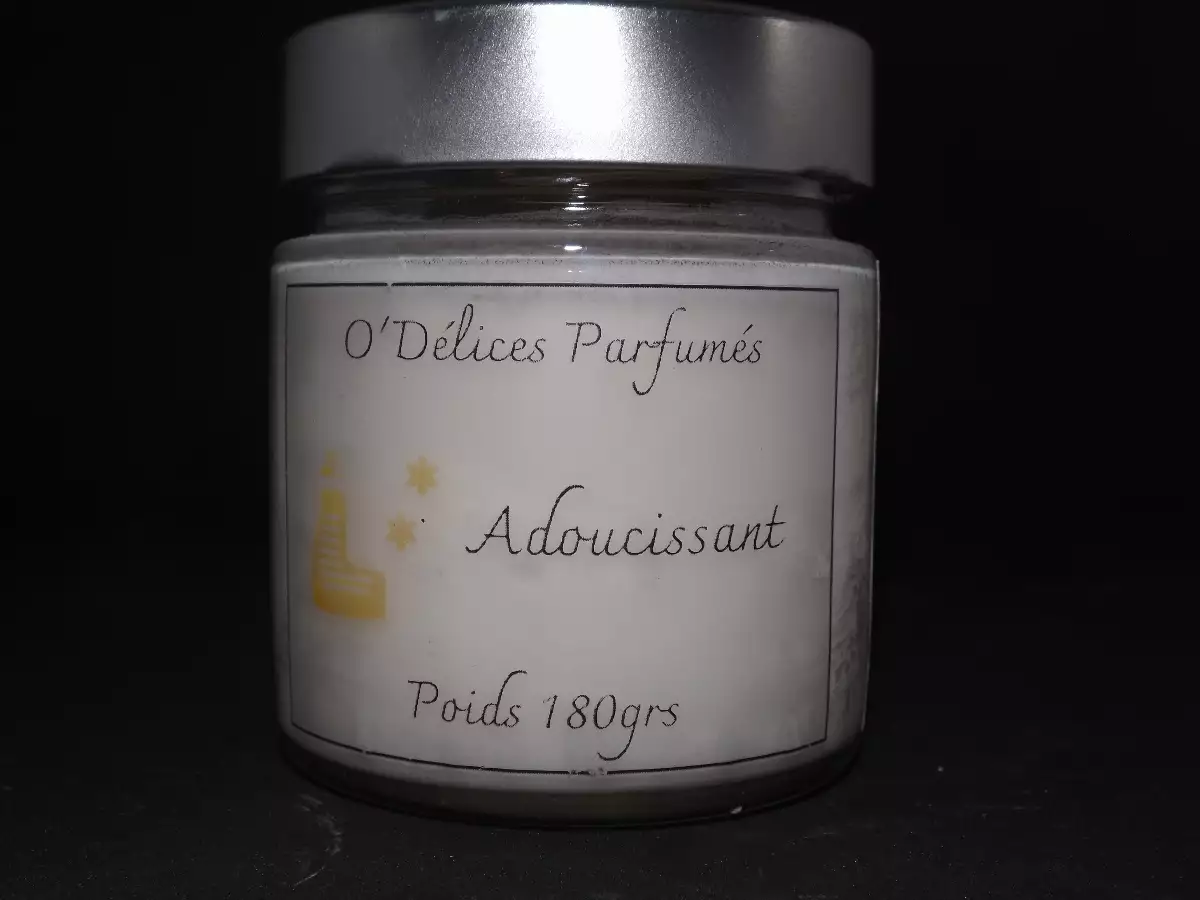 O'Délices Parfumés
Adoucissant
Poids 180grs